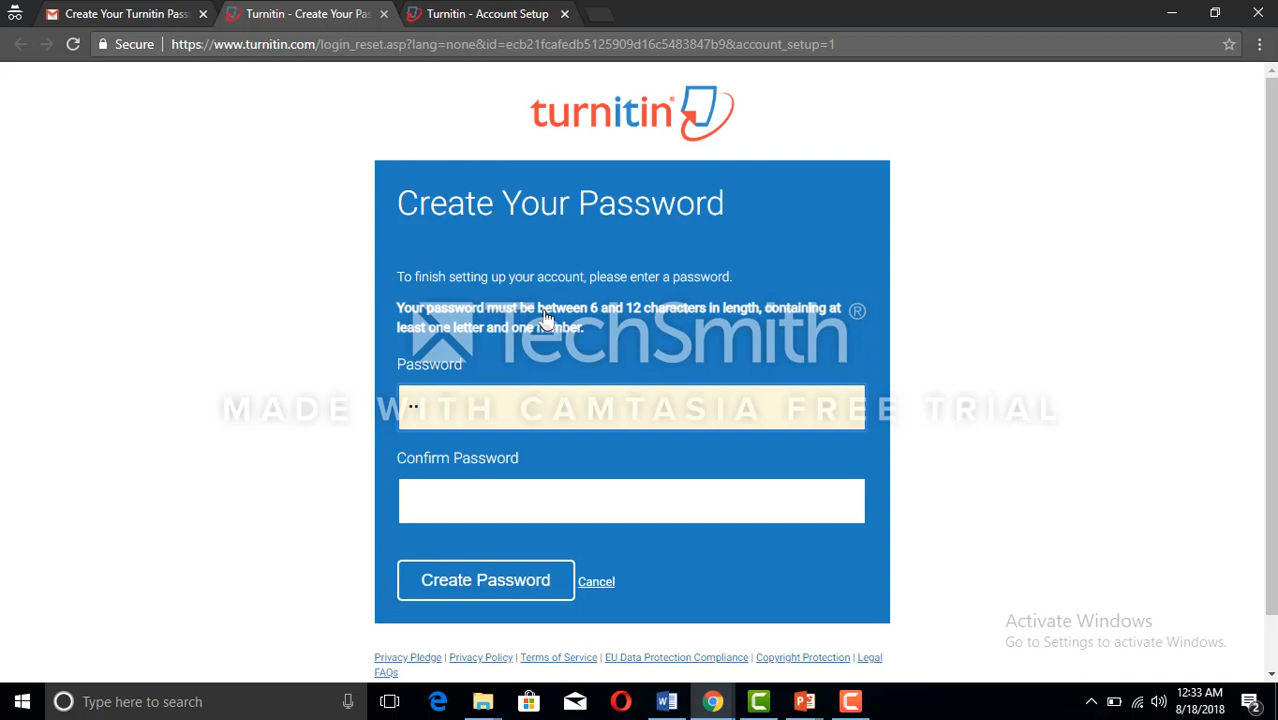 Create Your Turnitin Pass
Turnitin - Create Your Pas
Turnitin - Account Setup
Secure
https://www.turnitin.com/login_reset.asp?lang=none&id=ecb21fcafedb5125909d16c5483847b9&account_setup=1
turnitin
Create Your Password
To finish setting up your account, please enter a password.
Your password must be between 6 and 12 characters in length, containing at
least one letter and one number.
TechSmith®
Password
MADE WITH CAMTASIA FREE TRIAL
Confirm Password
Create Password
Cancel
Activate Windows
Go to Settings to activate Windows.
Privacy Pledge | Privacy Policy | Terms of Service | EU Data Protection Compliance | Copyright Protection | Legal
FAQs
Type here to search
12:33 AM
8/18/2018
2